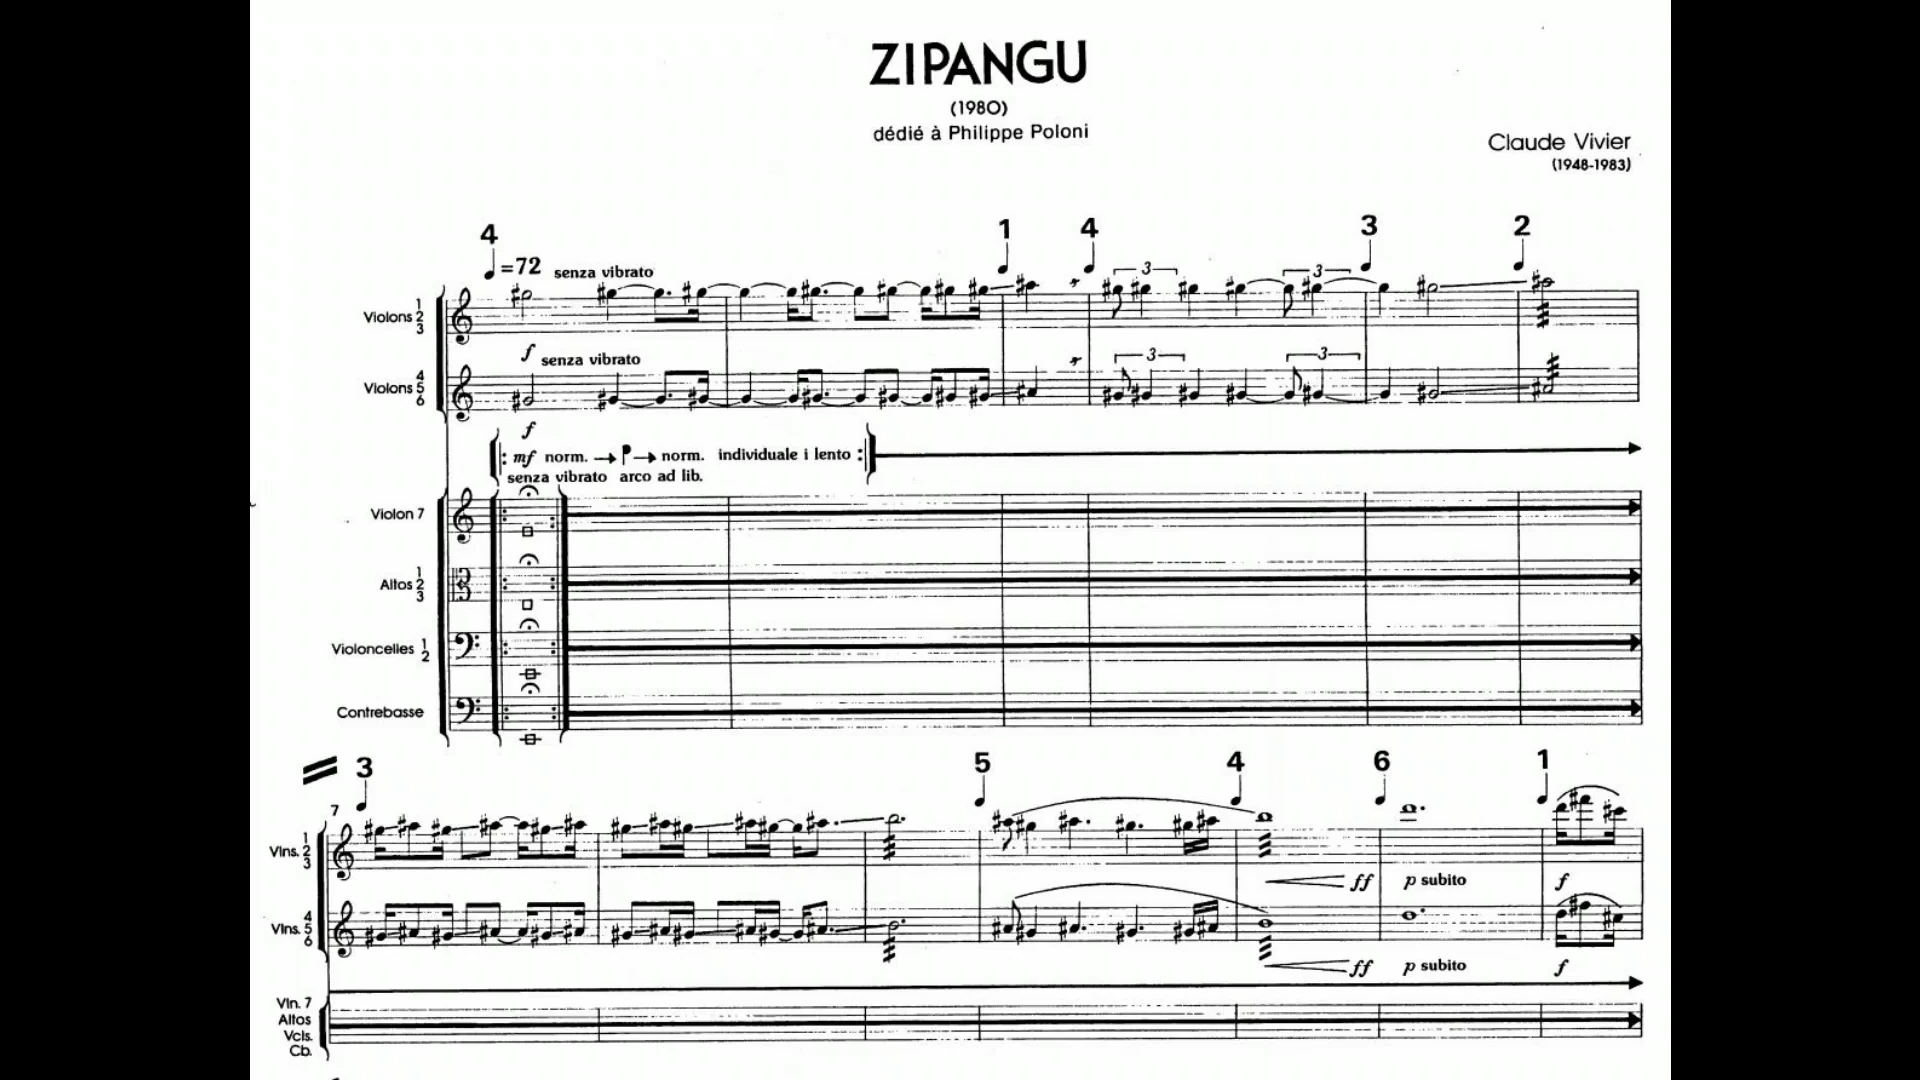 ZIPANGU
(1980)
dédié à Philippe Poloni
Claude Vivier
(1948-1983)
4 1 4 3 2
=72 senza vibrato
3 3
Violons 1 2 3
f senza vibrato
3 3
Violons 4 5 6
f
mf norm. norm. individuale i lento
senza vibrato arco ad lib.
Violon 7
Altos 1 2 3
Violoncelles 1 2
Contrebasse
3 5 4 6 1
7
Vlns. 1 2 3
ff p subito f
Vlns. 4 5 6
ff p subito f
Vln. 7
Altos
Vcls.
Cb.